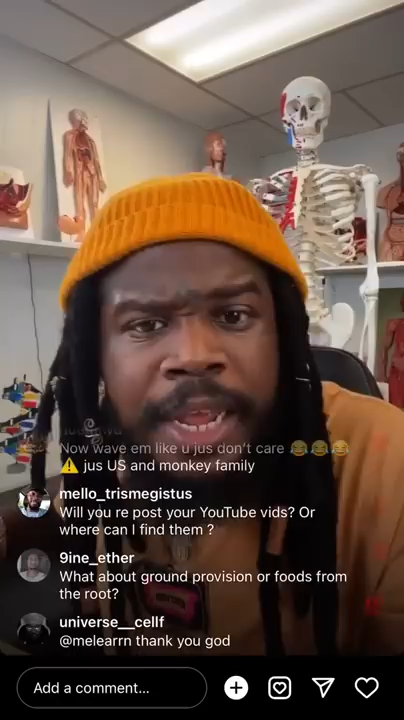 Now wave em like u jus don't care 😂😂😂
⚠️ jus US and monkey family
mello_trismegistus
Will you re post your YouTube vids? Or
where can I find them ?
9ine_ether
What about ground provision or foods from
the root?
universe__cellf
@melearrn thank you god
Add a comment...